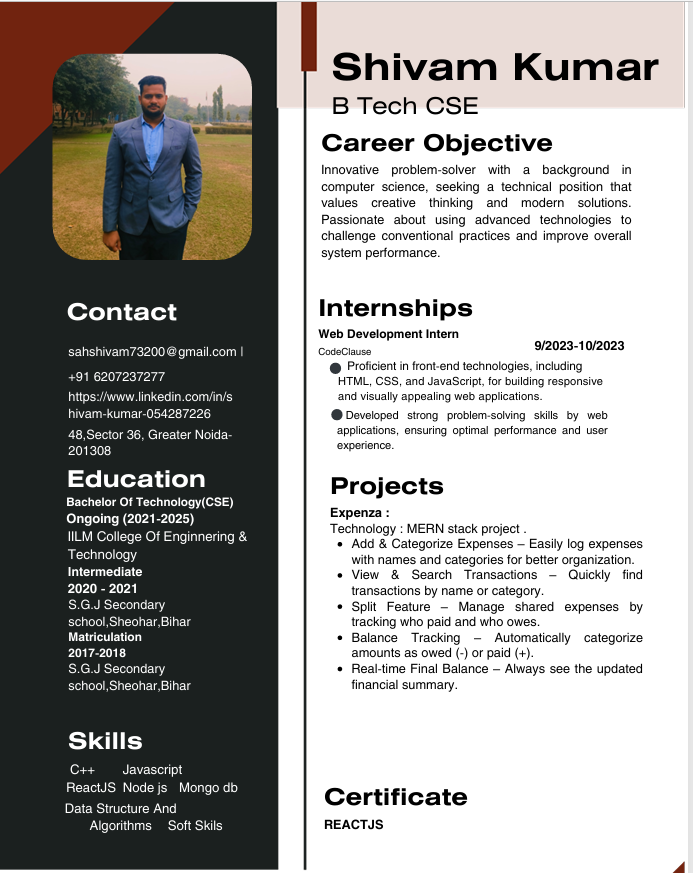 Shivam Kumar
B Tech CSE
Career Objective
Innovative problem-solver with a background in
computer science, seeking a technical position that
values creative thinking and modern solutions.
Passionate about using advanced technologies to
challenge conventional practices and improve overall
system performance.
Contact
sahshivam73200@gmail.com |
+91 6207237277
https://www.linkedin.com/in/s
hivam-kumar-054287226
48,Sector 36, Greater Noida-
201308
Education
Bachelor Of Technology(CSE)
Ongoing (2021-2025)
IILM College Of Enginnering &
Technology
Intermediate
2020 - 2021
S.G.J Secondary
school,Sheohar,Bihar
Matriculation
2017-2018
S.G.J Secondary
school,Sheohar,Bihar
Skills
C++ Javascript
ReactJS Node js Mongo db
Data Structure And
Algorithms Soft Skils
Internships
Web Development Intern
9/2023-10/2023
CodeClause
● Proficient in front-end technologies, including
HTML, CSS, and JavaScript, for building responsive
and visually appealing web applications.
● Developed strong problem-solving skills by web
applications, ensuring optimal performance and user
experience.
Projects
Expenza :
Technology : MERN stack project .
• Add & Categorize Expenses – Easily log expenses
with names and categories for better organization.
• View & Search Transactions – Quickly find
transactions by name or category.
• Split Feature – Manage shared expenses by
tracking who paid and who owes.
• Balance Tracking – Automatically categorize
amounts as owed (-) or paid (+).
• Real-time Final Balance – Always see the updated
financial summary.
Certificate
REACTJS